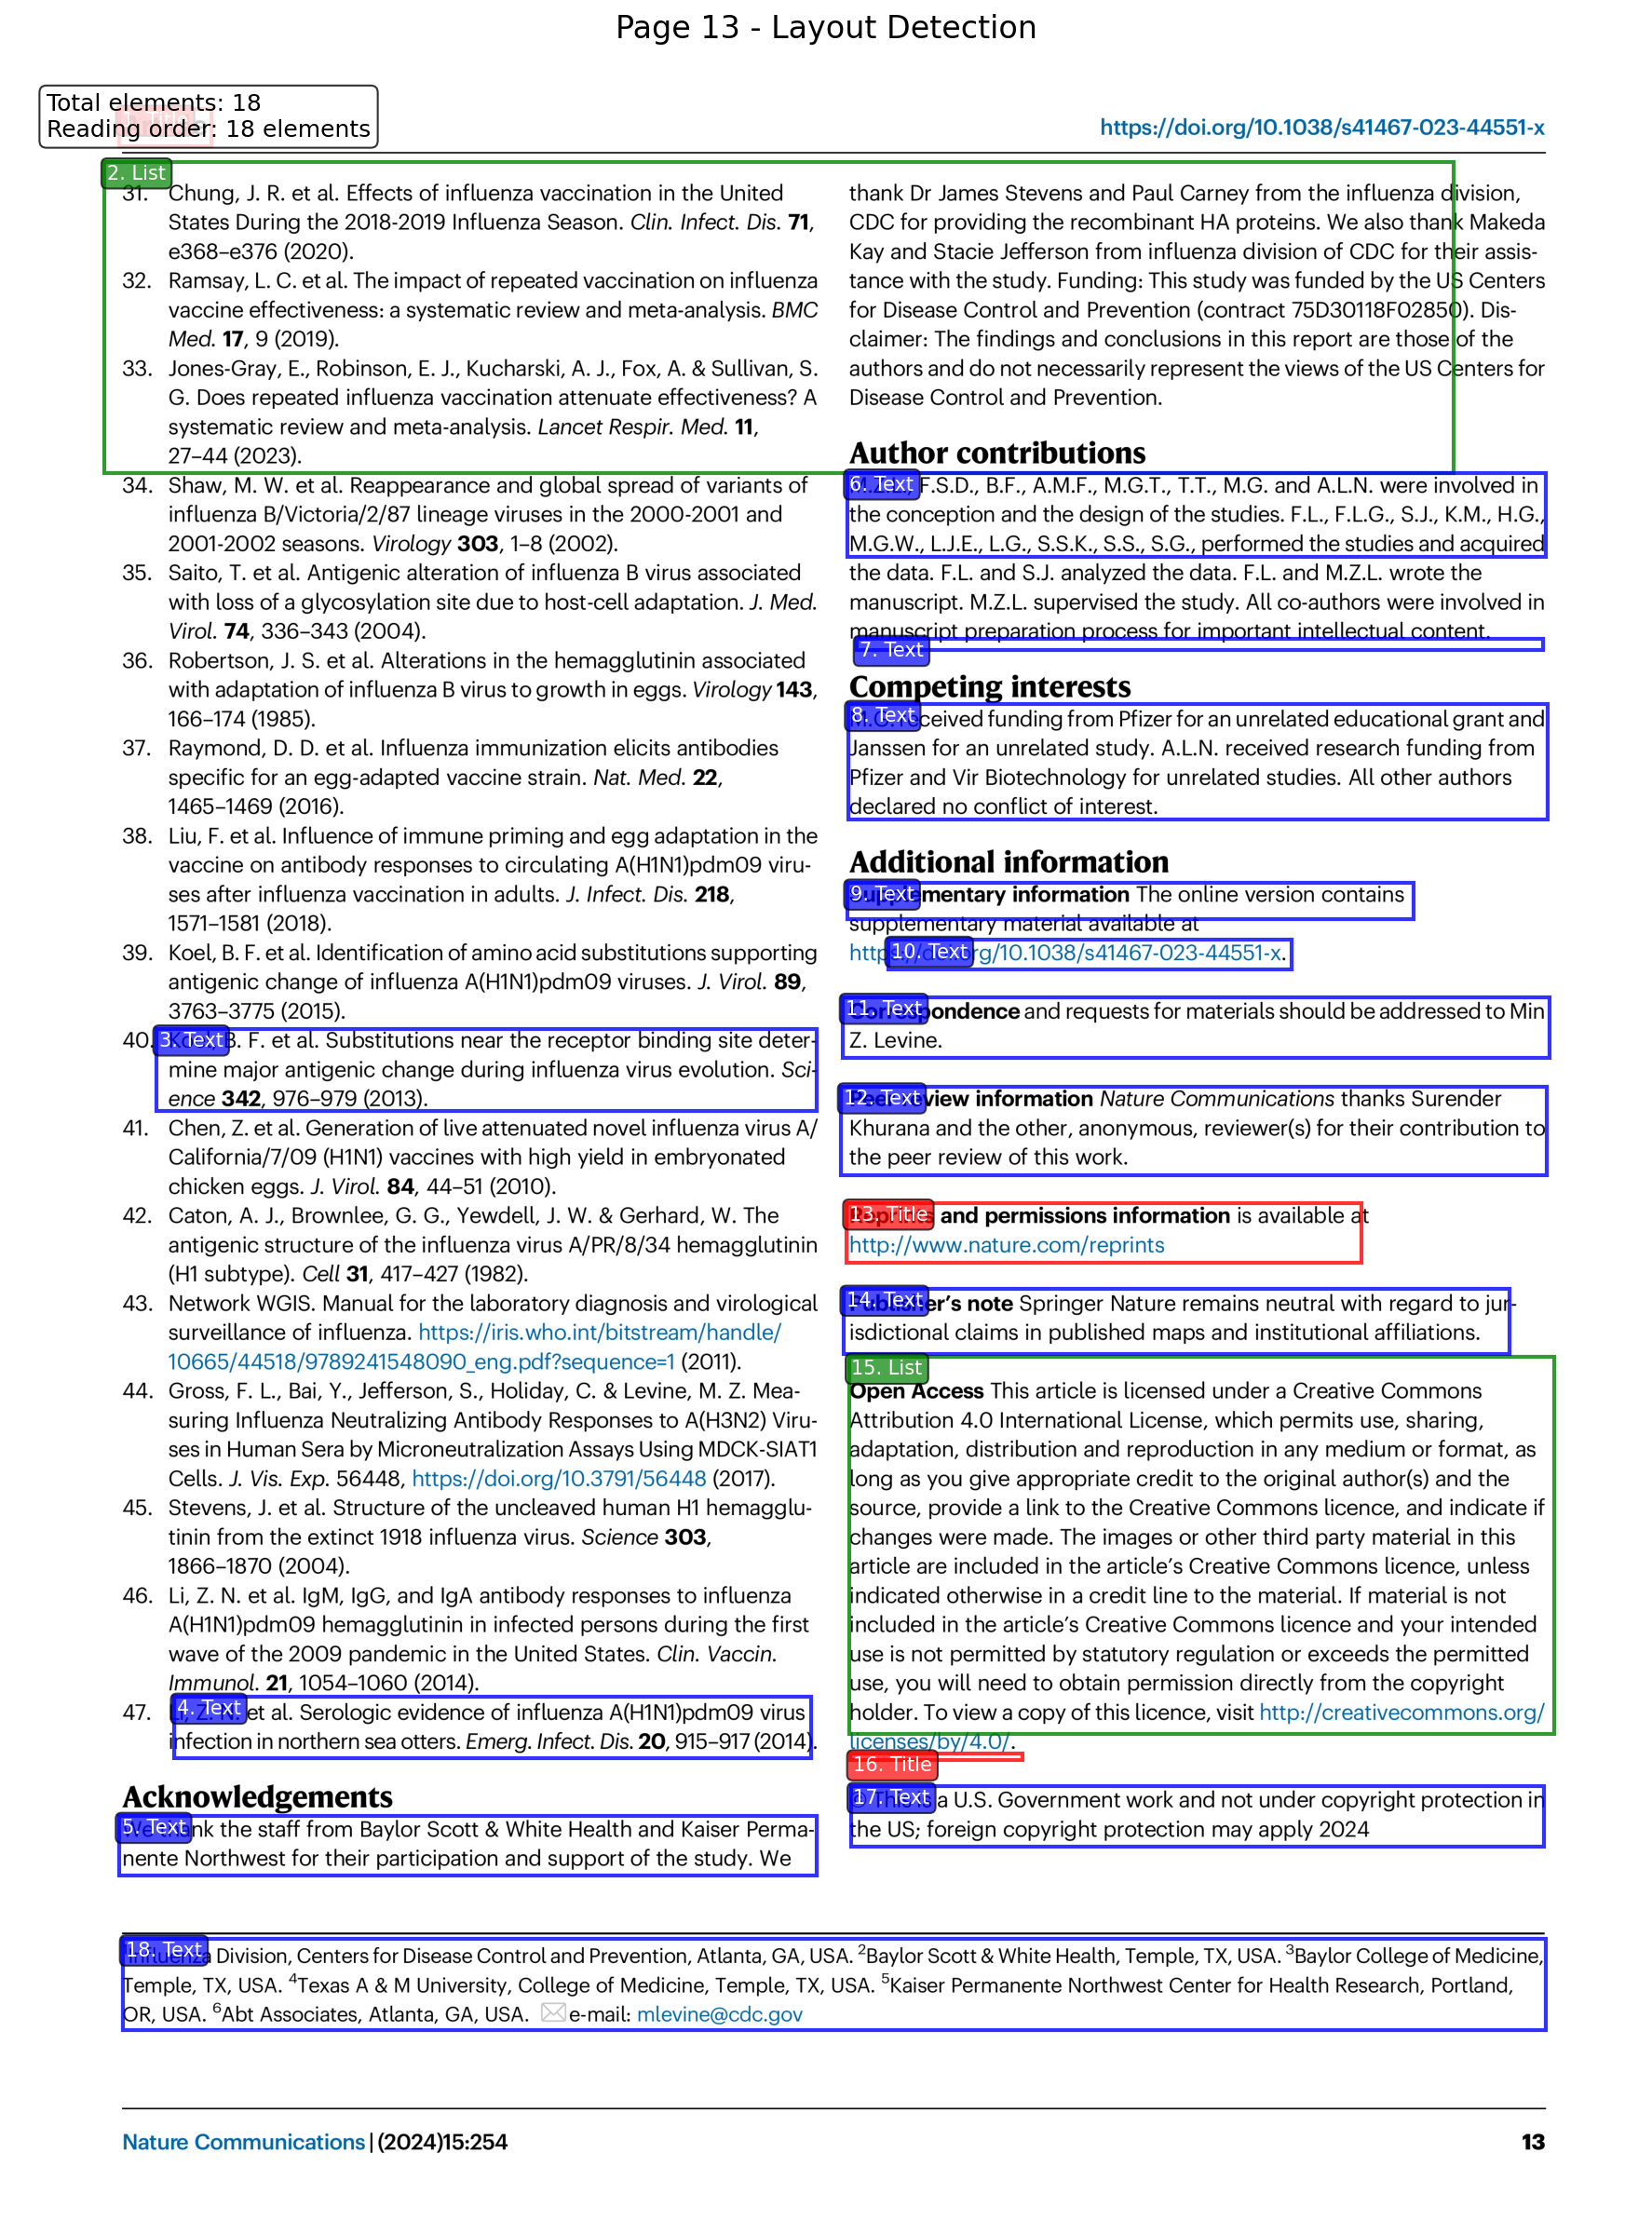 Page 13 - Layout Detection
Total elements: 18
Reading order: 18 elements
1. Title
https://doi.org/10.1038/s41467-023-44551-x
2. List
31. Chung, J. R. et al. Effects of influenza vaccination in the United
States During the 2018-2019 Influenza Season. Clin. Infect. Dis. 71,
e368–e376 (2020).
32. Ramsay, L. C. et al. The impact of repeated vaccination on influenza
vaccine effectiveness: a systematic review and meta-analysis. BMC
Med. 17, 9 (2019).
33. Jones-Gray, E., Robinson, E. J., Kucharski, A. J., Fox, A. & Sullivan, S.
G. Does repeated influenza vaccination attenuate effectiveness? A
systematic review and meta-analysis. Lancet Respir. Med. 11,
27–44 (2023).
34. Shaw, M. W. et al. Reappearance and global spread of variants of
influenza B/Victoria/2/87 lineage viruses in the 2000-2001 and
2001-2002 seasons. Virology 303, 1–8 (2002).
35. Saito, T. et al. Antigenic alteration of influenza B virus associated
with loss of a glycosylation site due to host-cell adaptation. J. Med.
Virol. 74, 336–343 (2004).
36. Robertson, J. S. et al. Alterations in the hemagglutinin associated
with adaptation of influenza B virus to growth in eggs. Virology 143,
166–174 (1985).
37. Raymond, D. D. et al. Influenza immunization elicits antibodies
specific for an egg-adapted vaccine strain. Nat. Med. 22,
1465–1469 (2016).
38. Liu, F. et al. Influence of immune priming and egg adaptation in the
vaccine on antibody responses to circulating A(H1N1)pdm09 viru-
ses after influenza vaccination in adults. J. Infect. Dis. 218,
1571–1581 (2018).
39. Koel, B. F. et al. Identification of amino acid substitutions supporting
antigenic change of influenza A(H1N1)pdm09 viruses. J. Virol. 89,
3763–3775 (2015).
3. Text
40. B. F. et al. Substitutions near the receptor binding site deter-
mine major antigenic change during influenza virus evolution. Sci-
ence 342, 976–979 (2013).
41. Chen, Z. et al. Generation of live attenuated novel influenza virus A/
California/7/09 (H1N1) vaccines with high yield in embryonated
chicken eggs. J. Virol. 84, 44–51 (2010).
42. Caton, A. J., Brownlee, G. G., Yewdell, J. W. & Gerhard, W. The
antigenic structure of the influenza virus A/PR/8/34 hemagglutinin
(H1 subtype). Cell 31, 417–427 (1982).
43. Network WGIS. Manual for the laboratory diagnosis and virological
surveillance of influenza. https://iris.who.int/bitstream/handle/
10665/44518/9789241548090_eng.pdf?sequence=1 (2011).
44. Gross, F. L., Bai, Y., Jefferson, S., Holiday, C. & Levine, M. Z. Mea-
suring Influenza Neutralizing Antibody Responses to A(H3N2) Viru-
ses in Human Sera by Microneutralization Assays Using MDCK-SIAT1
Cells. J. Vis. Exp. 56448, https://doi.org/10.3791/56448 (2017).
45. Stevens, J. et al. Structure of the uncleaved human H1 hemagglu-
tinin from the extinct 1918 influenza virus. Science 303,
1866–1870 (2004).
46. Li, Z. N. et al. IgM, IgG, and IgA antibody responses to influenza
A(H1N1)pdm09 hemagglutinin in infected persons during the first
wave of the 2009 pandemic in the United States. Clin. Vaccin.
Immunol. 21, 1054–1060 (2014).
4. Text
47. Li, Z. N. et al. Serologic evidence of influenza A(H1N1)pdm09 virus
infection in northern sea otters. Emerg. Infect. Dis. 20, 915–917 (2014).
Acknowledgements
5. Text
We thank the staff from Baylor Scott & White Health and Kaiser Perma-
nente Northwest for their participation and support of the study. We
thank Dr James Stevens and Paul Carney from the influenza division,
CDC for providing the recombinant HA proteins. We also thank Makeda
Kay and Stacie Jefferson from influenza division of CDC for their assis-
tance with the study. Funding: This study was funded by the US Centers
for Disease Control and Prevention (contract 75D30118F02850). Dis-
claimer: The findings and conclusions in this report are those of the
authors and do not necessarily represent the views of the US Centers for
Disease Control and Prevention.
Author contributions
6. Text
F.S.D., B.F., A.M.F., M.G.T., T.T., M.G. and A.L.N. were involved in
the conception and the design of the studies. F.L., F.L.G., S.J., K.M., H.G.,
M.G.W., L.J.E., L.G., S.S.K., S.S., S.G., performed the studies and acquired
the data. F.L. and S.J. analyzed the data. F.L. and M.Z.L. wrote the
manuscript. M.Z.L. supervised the study. All co-authors were involved in
manuscript preparation process for important intellectual content.
7. Text
Competing interests
8. Text
M.G. received funding from Pfizer for an unrelated educational grant and
Janssen for an unrelated study. A.L.N. received research funding from
Pfizer and Vir Biotechnology for unrelated studies. All other authors
declared no conflict of interest.
Additional information
9. Text
Supplementary information The online version contains
supplementary material available at
10. Text
https://doi.org/10.1038/s41467-023-44551-x.
11. Text
Correspondence and requests for materials should be addressed to Min
Z. Levine.
12. Text
Peer review information Nature Communications thanks Surender
Khurana and the other, anonymous, reviewer(s) for their contribution to
the peer review of this work.
13. Title
Reprints and permissions information is available at
http://www.nature.com/reprints
14. Text
Publisher's note Springer Nature remains neutral with regard to jur-
isdictional claims in published maps and institutional affiliations.
15. List
Open Access This article is licensed under a Creative Commons
Attribution 4.0 International License, which permits use, sharing,
adaptation, distribution and reproduction in any medium or format, as
long as you give appropriate credit to the original author(s) and the
source, provide a link to the Creative Commons licence, and indicate if
changes were made. The images or other third party material in this
article are included in the article's Creative Commons licence, unless
indicated otherwise in a credit line to the material. If material is not
included in the article's Creative Commons licence and your intended
use is not permitted by statutory regulation or exceeds the permitted
use, you will need to obtain permission directly from the copyright
holder. To view a copy of this licence, visit http://creativecommons.org/
licenses/by/4.0/.
16. Title
17. Text
© This is a U.S. Government work and not under copyright protection in
the US; foreign copyright protection may apply 2024
18. Text
Influenza Division, Centers for Disease Control and Prevention, Atlanta, GA, USA. 2Baylor Scott & White Health, Temple, TX, USA. 3Baylor College of Medicine,
Temple, TX, USA. 4Texas A & M University, College of Medicine, Temple, TX, USA. 5Kaiser Permanente Northwest Center for Health Research, Portland,
OR, USA. 6Abt Associates, Atlanta, GA, USA. e-mail: mlevine@cdc.gov
Nature Communications | (2024)15:254
13